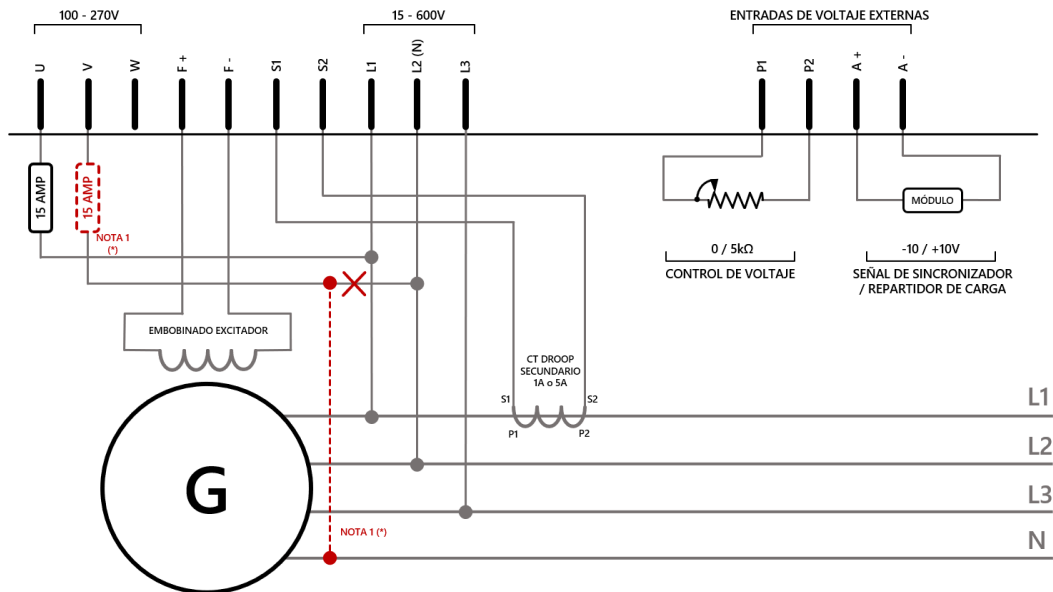 100 - 270V
15 - 600V
ENTRADAS DE VOLTAJE EXTERNAS
U
V
W
F +
F -
S1
S2
L1
L2 (N)
L3
P1
P2
A +
A -
15 AMP
15 AMP
NOTA 1
(*)
MÓDULO
0 / 5kΩ
CONTROL DE VOLTAJE
-10 / +10V
SEÑAL DE SINCRONIZADOR
/ REPARTIDOR DE CARGA
EMBOBINADO EXCITADOR
CT DROOP
SECUNDARIO
1A o 5A
S1
S2
P1
P2
L1
L2
L3
N
G
NOTA 1 (*)